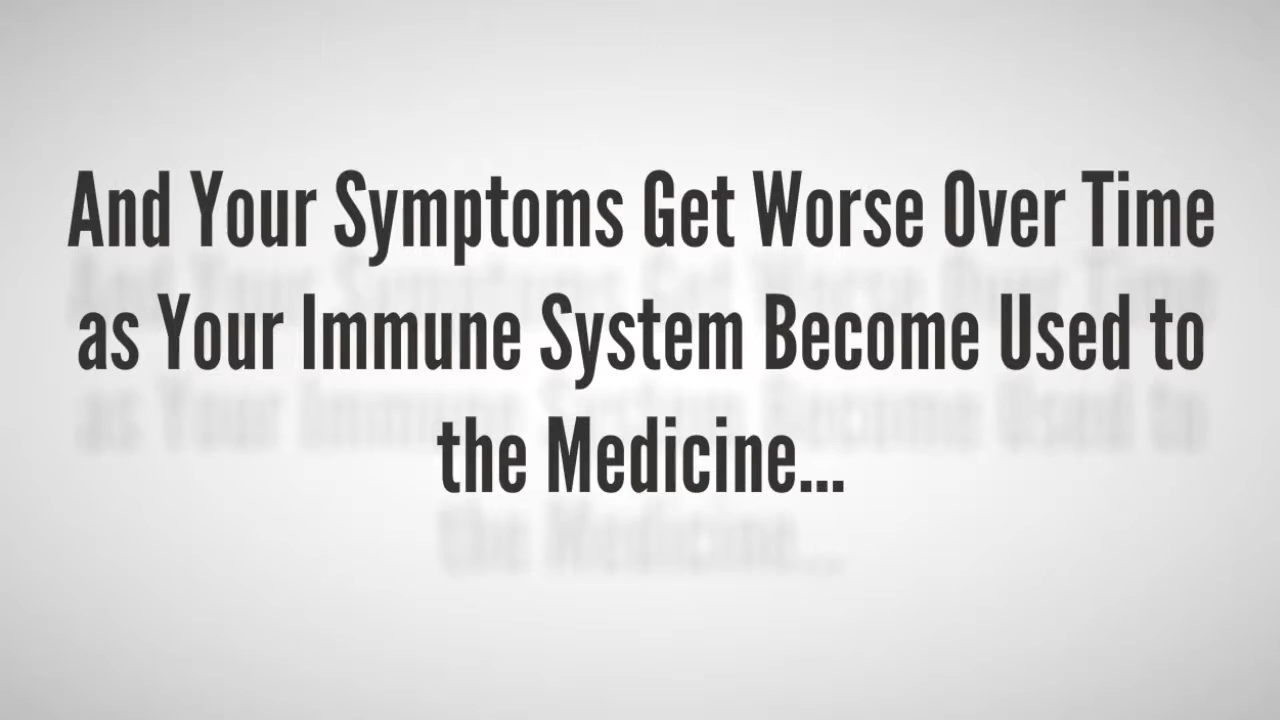 And Your Symptoms Get Worse Over Time
as Your Immune System Become Used to
the Medicine...